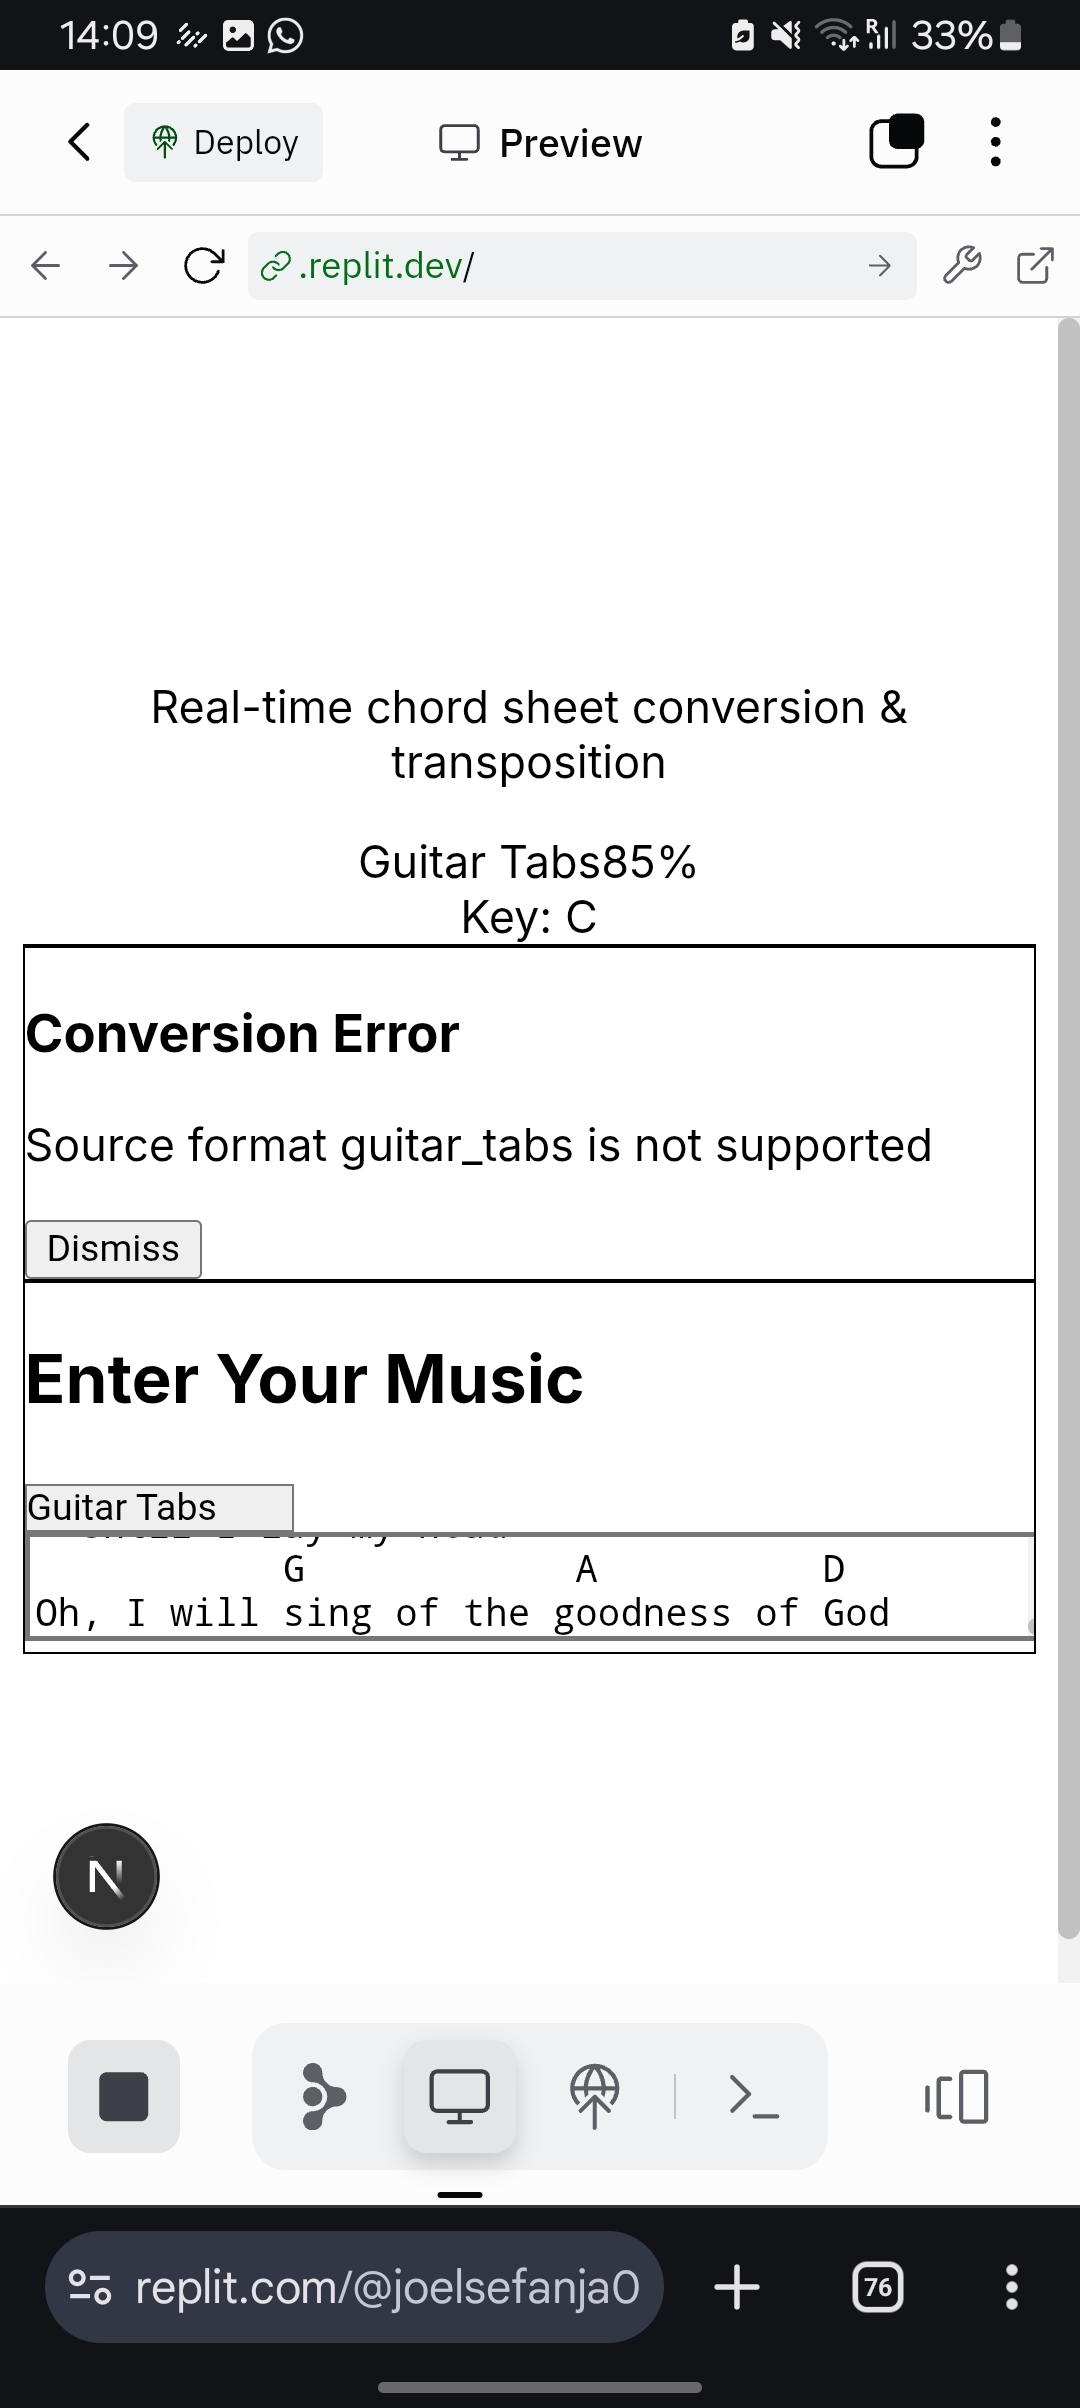 14:09
R
33%
Deploy
Preview
.replit.dev/
Real-time chord sheet conversion &
transposition
Guitar Tabs85%
Key: C
Conversion Error
Source format guitar_tabs is not supported
Dismiss
Enter Your Music
Guitar Tabs
G A D
Oh, I will sing of the goodness of God
N
replit.com/@joelsefanja0
76